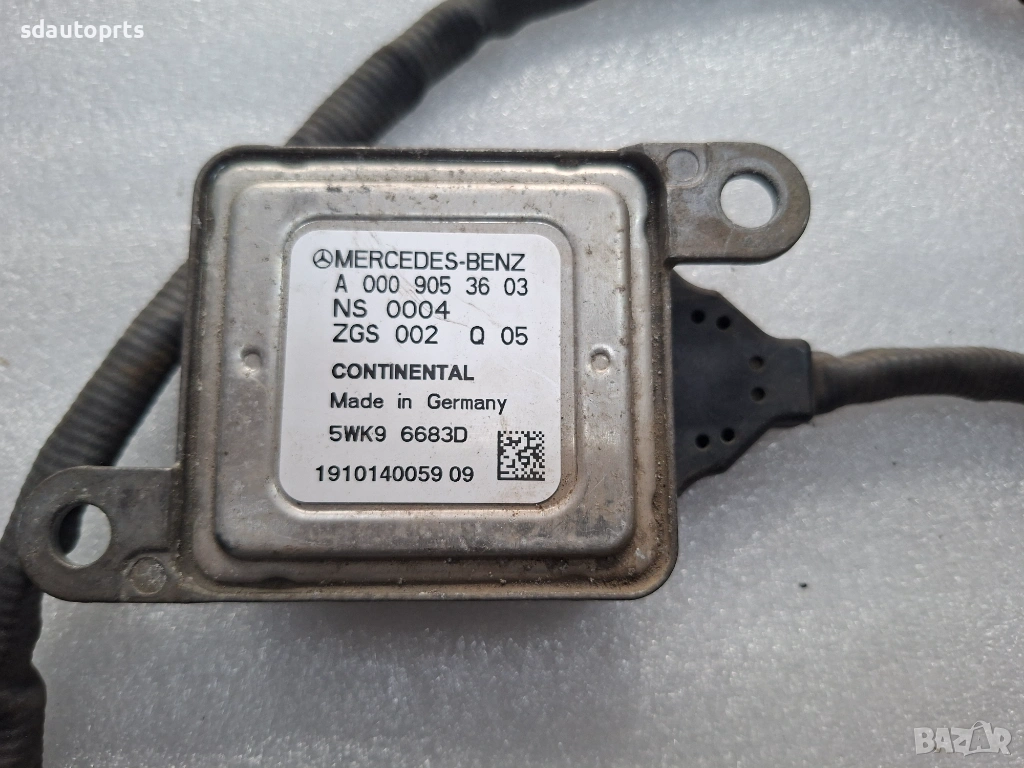 sdautoprts
MERCEDES-BENZ
A 000 905 36 03
NS 0004
ZGS 002 Q 05
CONTINENTAL
Made in Germany
5WK9 6683D
1910140059 09
BAZAR